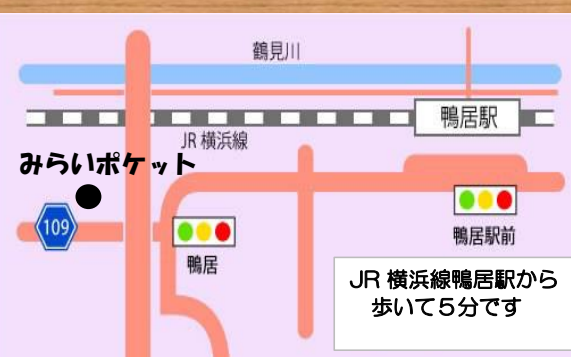 鶴見川
鴨居駅
JR 横浜線
みらいポケット
109
鴨居
鴨居駅前
JR 横浜線鴨居駅から
歩いて5分です